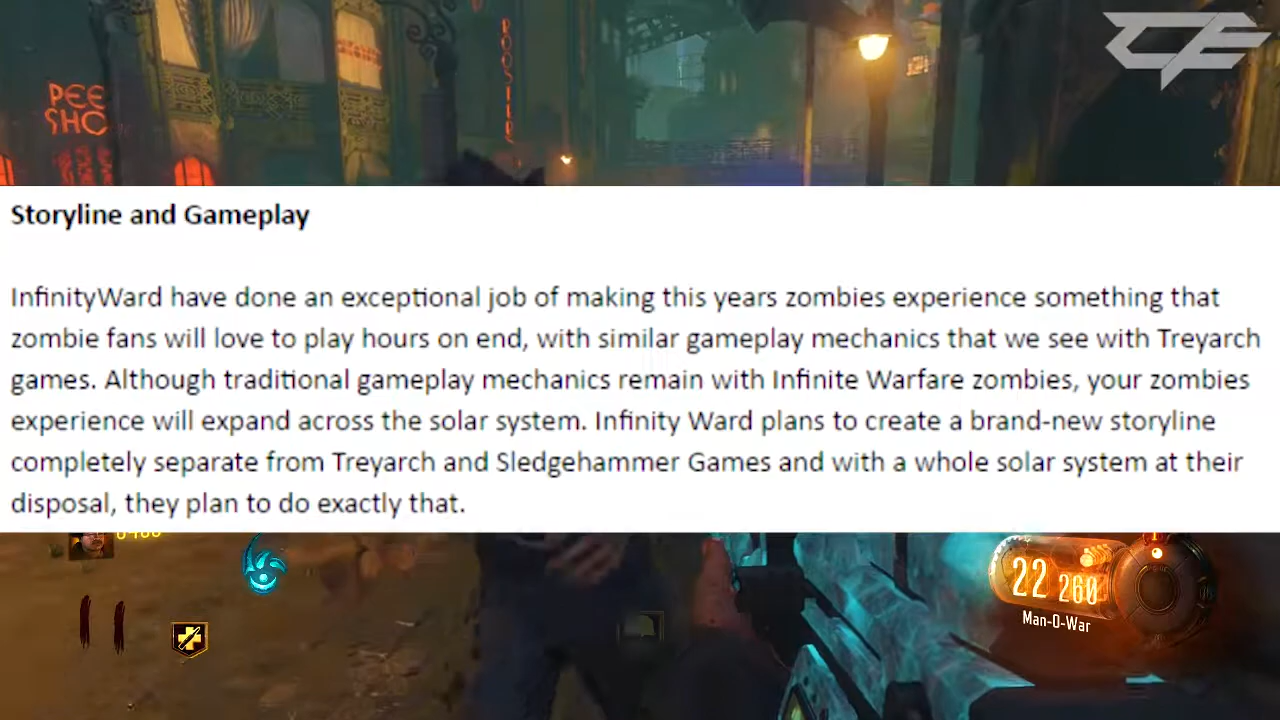 PEE
SHO
ROOSTER
Storyline and Gameplay
InfinityWard have done an exceptional job of making this years zombies experience something that
zombie fans will love to play hours on end, with similar gameplay mechanics that we see with Treyarch
games. Although traditional gameplay mechanics remain with Infinite Warfare zombies, your zombies
experience will expand across the solar system. Infinity Ward plans to create a brand-new storyline
completely separate from Treyarch and Sledgehammer Games and with a whole solar system at their
disposal, they plan to do exactly that.
22 260
Man-O-War